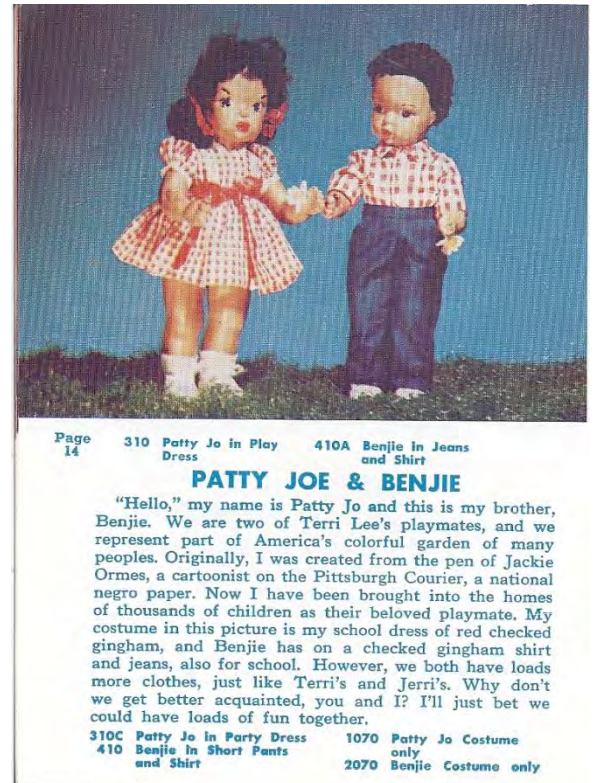 Page
14
310 Patty Jo in Play
Dress
410A Benjie in Jeans
and Shirt
PATTY JOE & BENJIE
"Hello," my name is Patty Jo and this is my brother,
Benjie. We are two of Terri Lee's playmates, and we
represent part of America's colorful garden of many
peoples. Originally, I was created from the pen of Jackie
Ormes, a cartoonist on the Pittsburgh Courier, a national
negro paper. Now I have been brought into the homes
of thousands of children as their beloved playmate. My
costume in this picture is my school dress of red checked
gingham, and Benjie has on a checked gingham shirt
and jeans, also for school. However, we both have loads
more clothes, just like Terri's and Jerri's. Why don't
we get better acquainted, you and I? I'll just bet we
could have loads of fun together.
310C Patty Jo in Party Dress
410 Benjie in Short Pants
and Shirt
1070 Patty Jo Costume
only
2070 Benjie Costume only